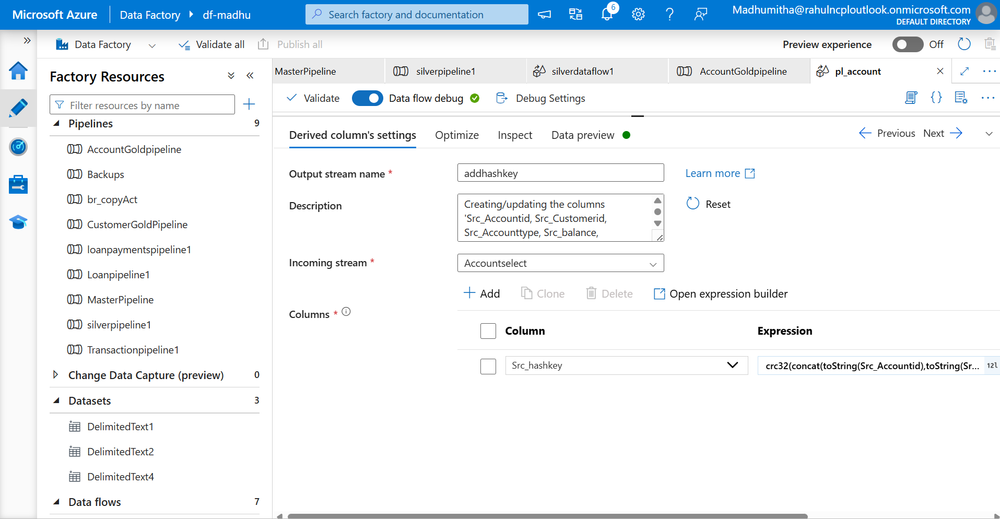 Microsoft Azure
Data Factory
df-madhu
Search factory and documentation
6
Madhumitha@rahulncploutlook.onmicrosoft.com
DEFAULT DIRECTORY
Data Factory
Validate all
Publish all
Preview experience
Off
Factory Resources
Filter resources by name
Pipelines 9
AccountGoldpipeline
Backups
br_copyAct
CustomerGoldPipeline
loanpaymentspipeline1
Loanpipeline1
MasterPipeline
silverpipeline1
Transactionpipeline1
Change Data Capture (preview) 0
Datasets 3
DelimitedText1
DelimitedText2
DelimitedText4
Data flows 7
MasterPipeline
silverpipeline1
silverdataflow1
AccountGoldpipeline
pl_account
Validate
Data flow debug
Debug Settings
Derived column's settings
Optimize
Inspect
Data preview
Previous
Next
Output stream name *
addhashkey
Learn more
Description
Creating/updating the columns
'Src_Accountid, Src_Customerid,
Src_Accounttype, Src_balance,
Reset
Incoming stream *
Accountselect
Add
Clone
Delete
Open expression builder
Columns *
Column
Expression
Src_hashkey
crc32(concat(toString(Src_Accountid),toString(Sr...
12l